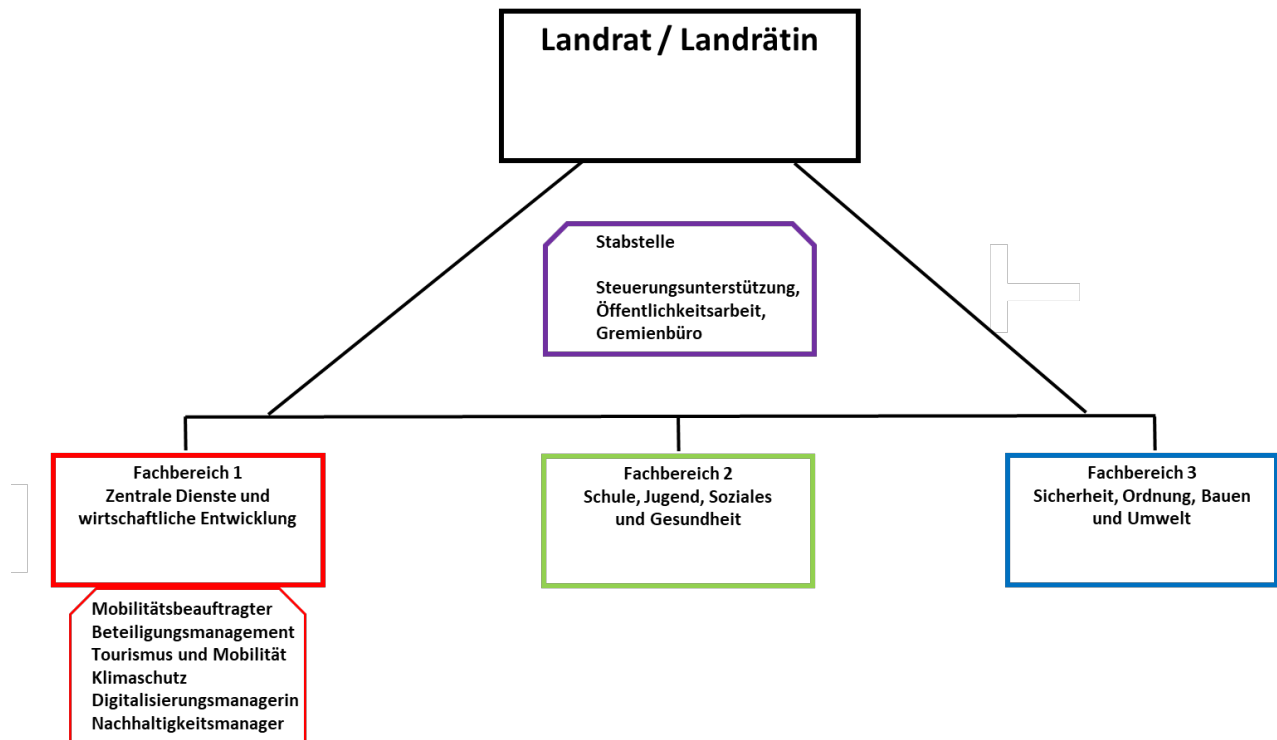 Landrat / Landrätin
Stabstelle
Steuerungsunterstützung,
Öffentlichkeitsarbeit,
Gremienbüro
Fachbereich 1
Zentrale Dienste und
wirtschaftliche Entwicklung
Fachbereich 2
Schule, Jugend, Soziales
und Gesundheit
Fachbereich 3
Sicherheit, Ordnung, Bauen
und Umwelt
Mobilitätsbeauftragter
Beteiligungsmanagement
Tourismus und Mobilität
Klimaschutz
Digitalisierungsmanagerin
Nachhaltigkeitsmanager